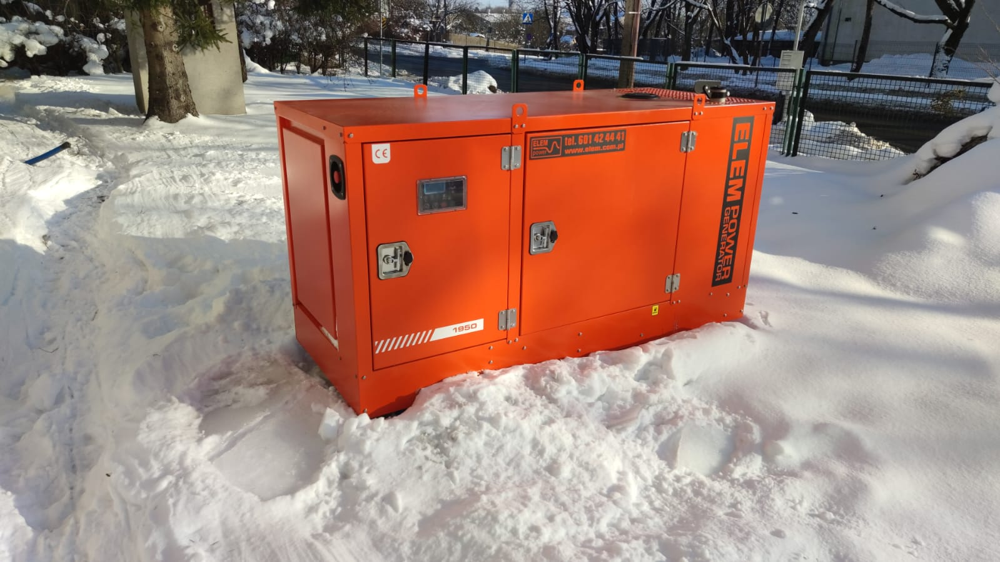 CE
ELEM
power
tel. 601 42 44 41
www.elem.com.pl
ELEM POWER
GENERATOR
1950